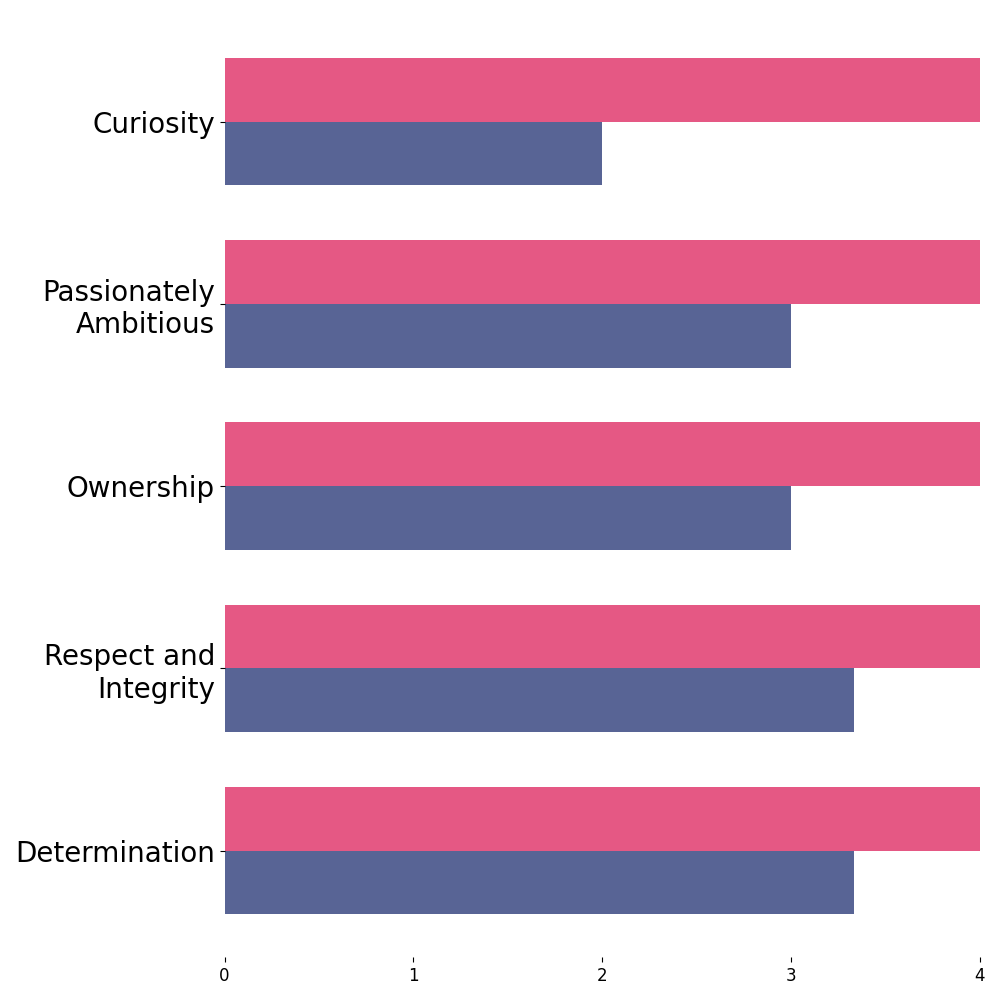 Curiosity
Passionately
Ambitious
Ownership
Respect and
Integrity
Determination
0 1 2 3 4